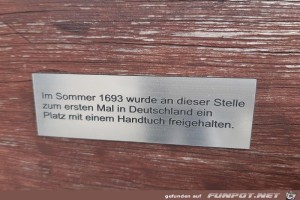 Im Sommer 1693 wurde an dieser Stelle
zum ersten Mal in Deutschland ein
Platz mit einem Handtuch freigehalten.
gefunden auf FUNPOT.NET